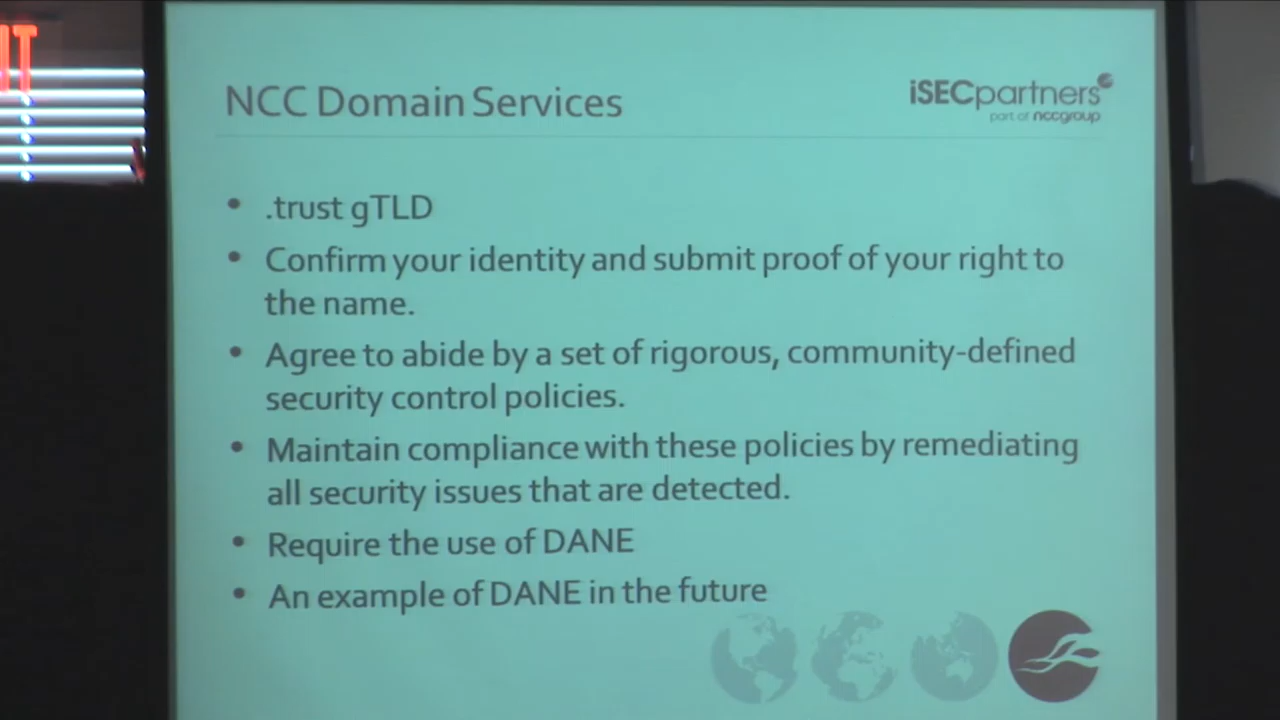 IT
NCC Domain Services
iSECpartners
part of nccgroup
• .trust gTLD
• Confirm your identity and submit proof of your right to
the name.
• Agree to abide by a set of rigorous, community-defined
security control policies.
• Maintain compliance with these policies by remediating
all security issues that are detected.
• Require the use of DANE
• An example of DANE in the future